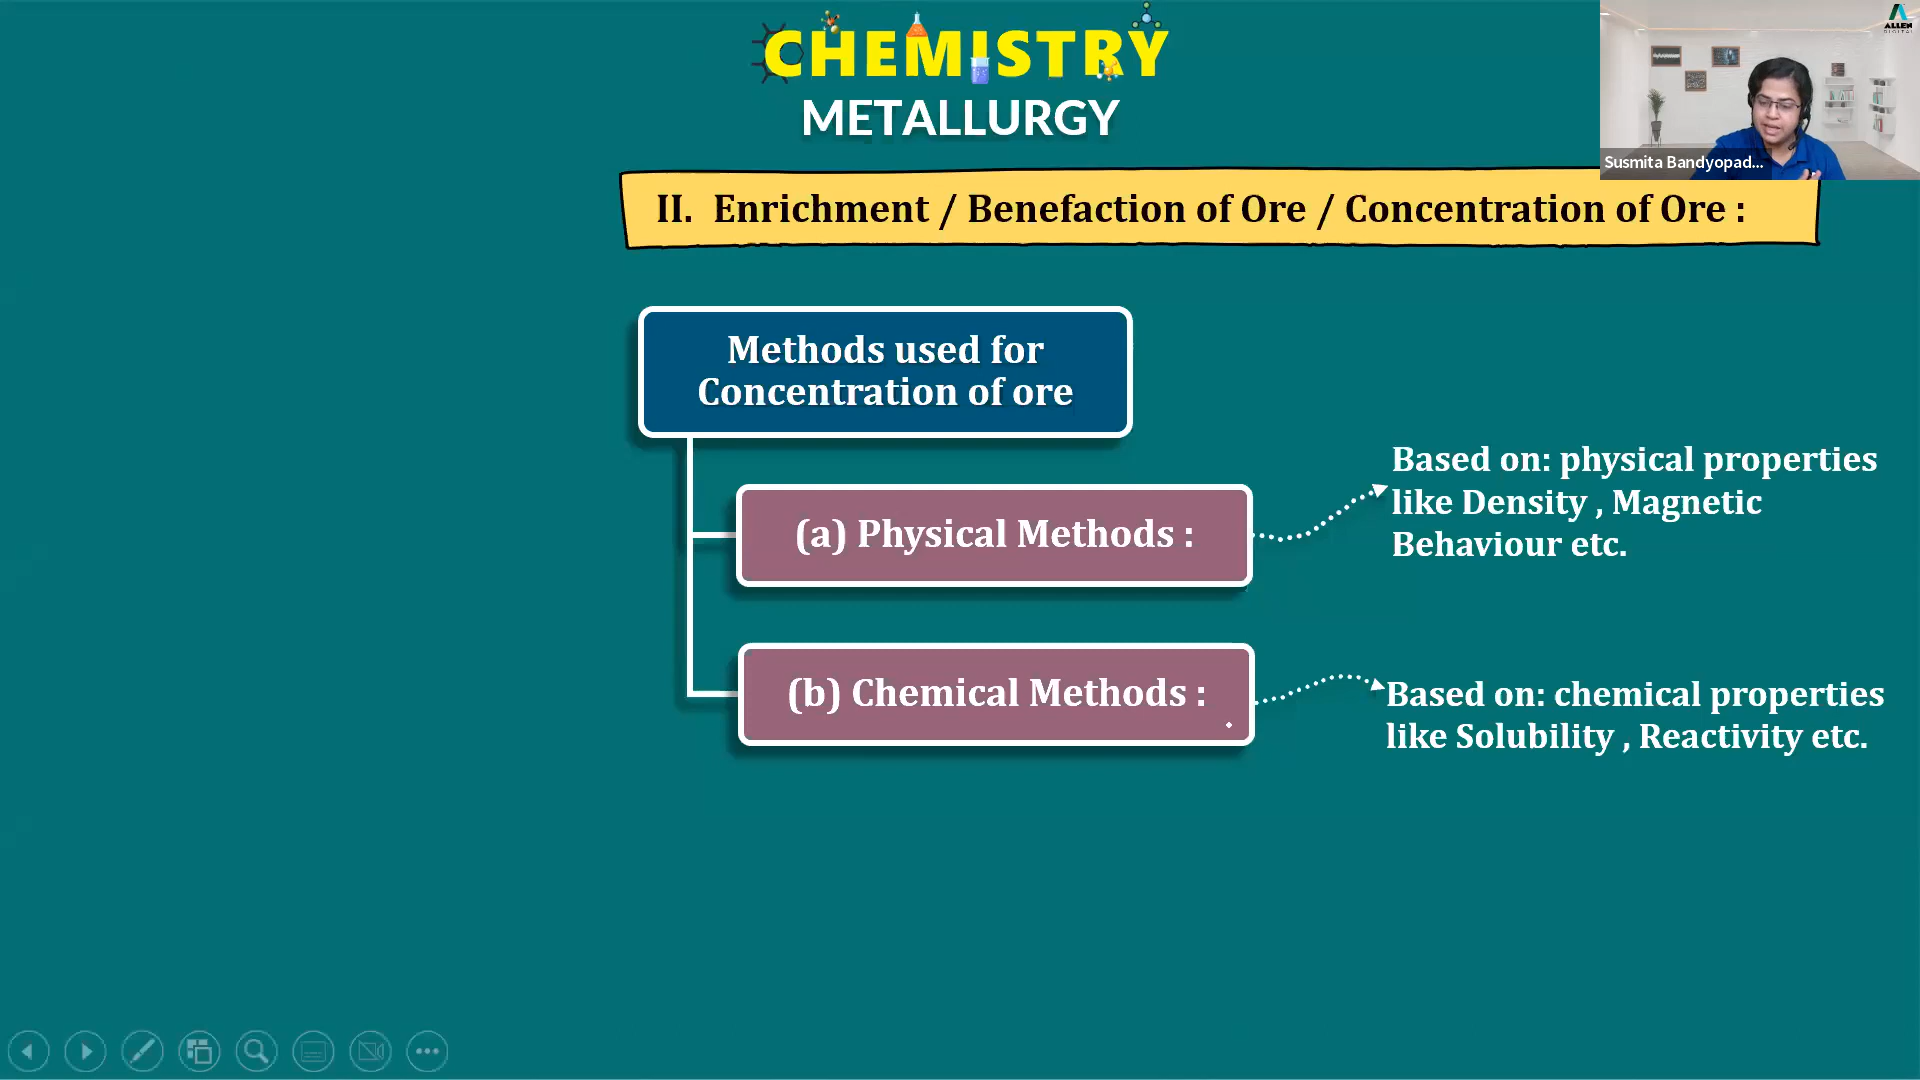 CHEMISTRY
METALLURGY
ALLEN
DIGITAL
Susmita Bandyopad...
II. Enrichment / Benefaction of Ore / Concentration of Ore :
Methods used for
Concentration of ore
(a) Physical Methods :
Based on: physical properties
like Density , Magnetic
Behaviour etc.
(b) Chemical Methods :
Based on: chemical properties
like Solubility , Reactivity etc.